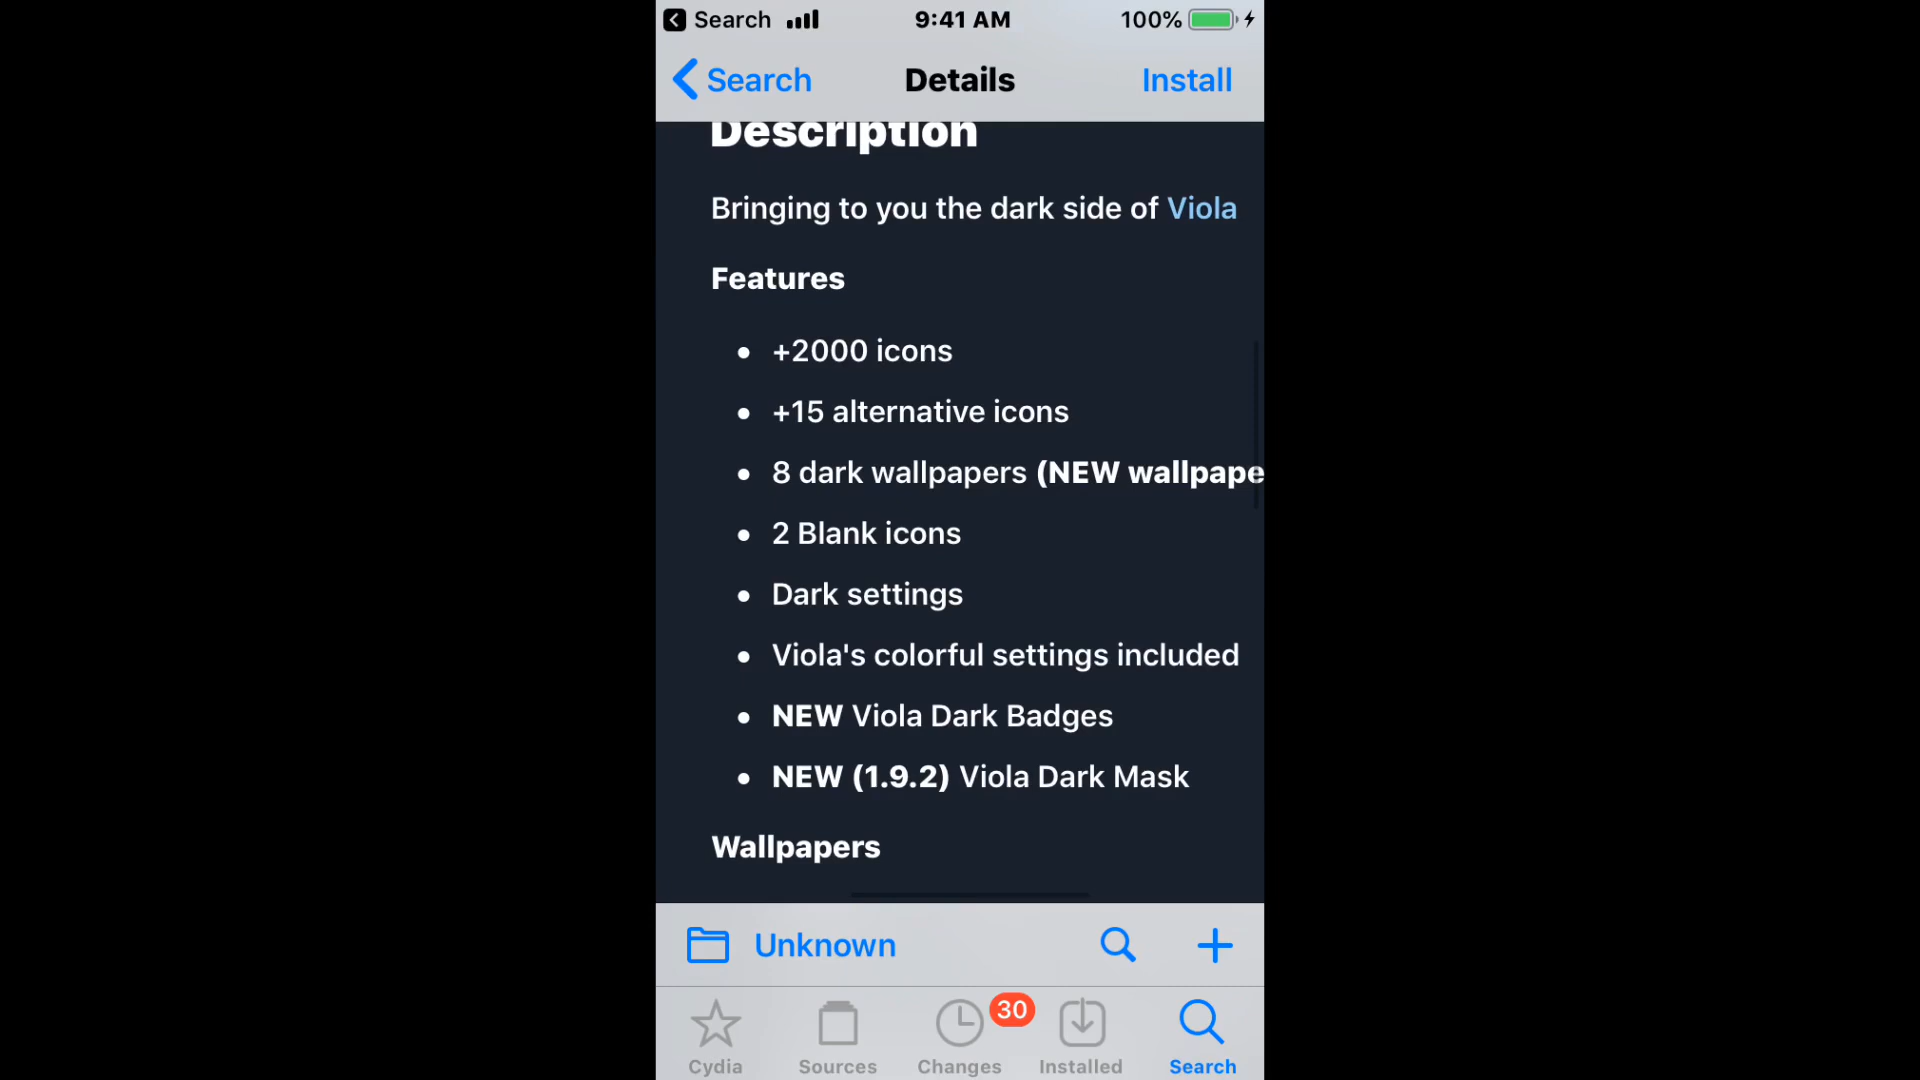 Search 9:41 AM 100%
Search Details Install
Description
Bringing to you the dark side of Viola
Features
• +2000 icons
• +15 alternative icons
• 8 dark wallpapers (NEW wallpape
• 2 Blank icons
• Dark settings
• Viola's colorful settings included
• NEW Viola Dark Badges
• NEW (1.9.2) Viola Dark Mask
Wallpapers
Unknown
30
Cydia Sources Changes Installed Search